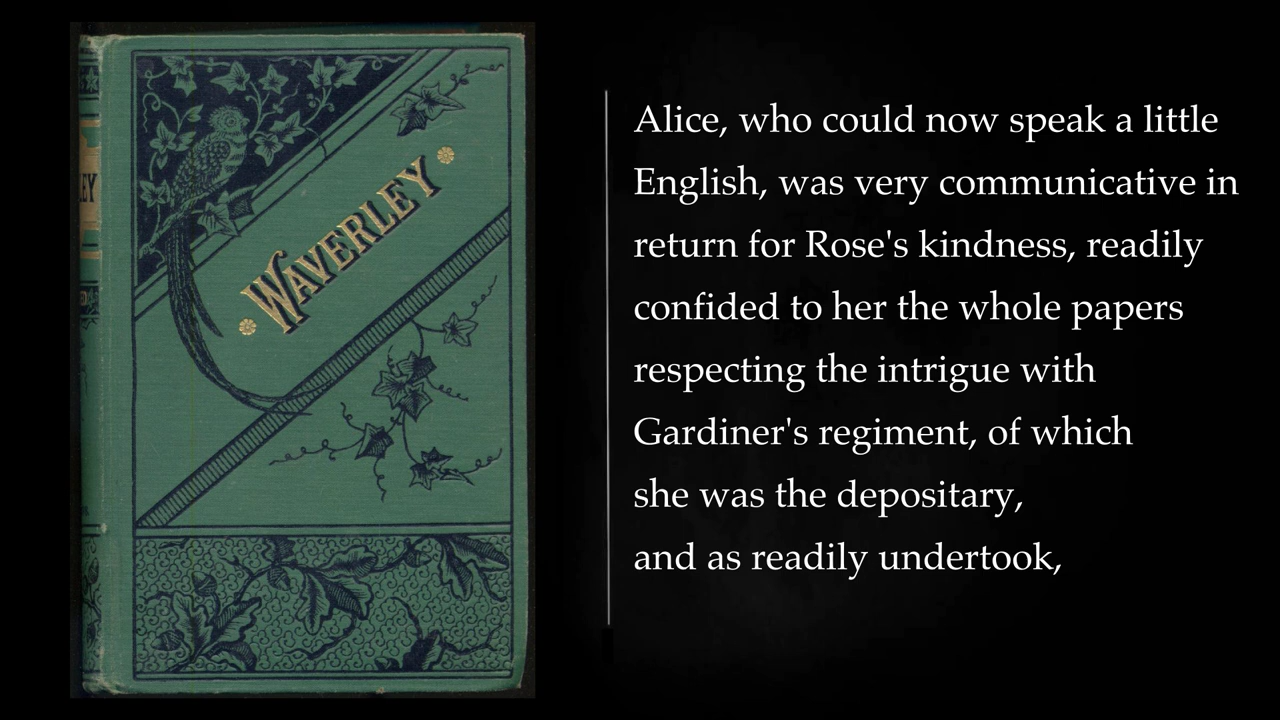 WAVERLEY
EY
Alice, who could now speak a little
English, was very communicative in
return for Rose's kindness, readily
confided to her the whole papers
respecting the intrigue with
Gardiner's regiment, of which
she was the depositary,
and as readily undertook,